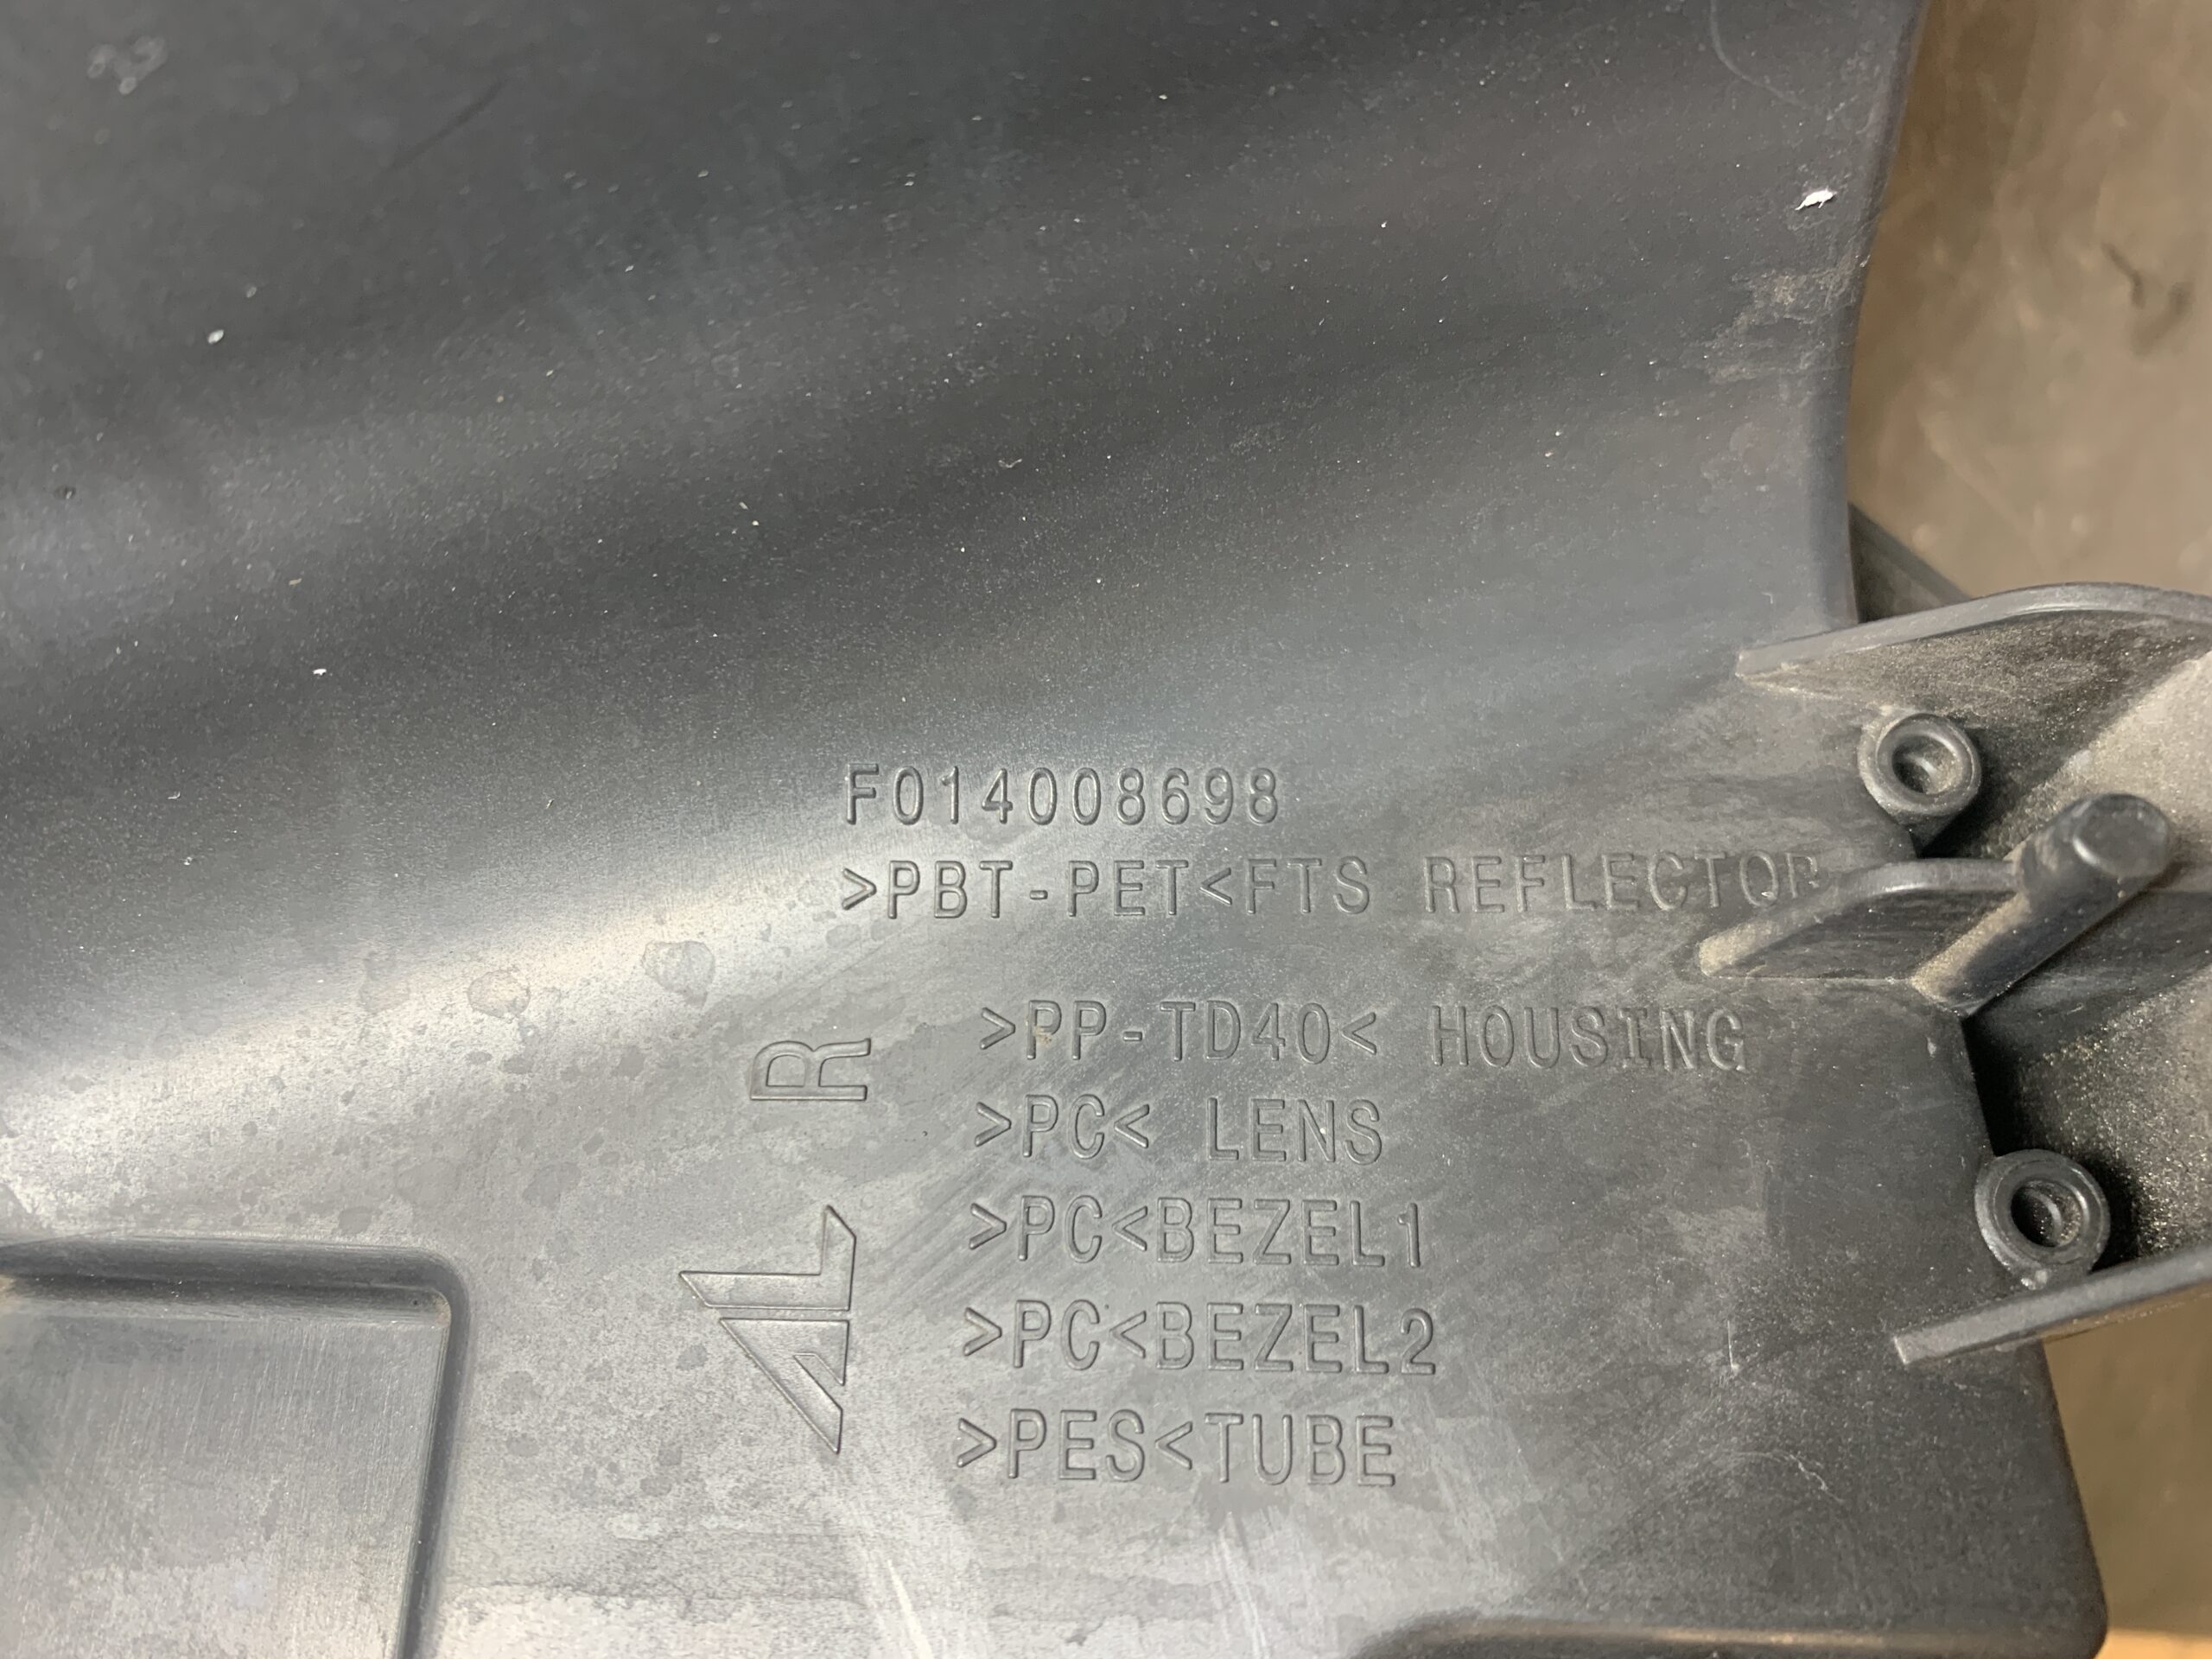 F014008698
>PBT-PET<FTS REFLECTOR
>PP-TD40< HOUSING
>PC< LENS
>PC<BEZEL1
>PC<BEZEL2
>PES<TUBE
AL R